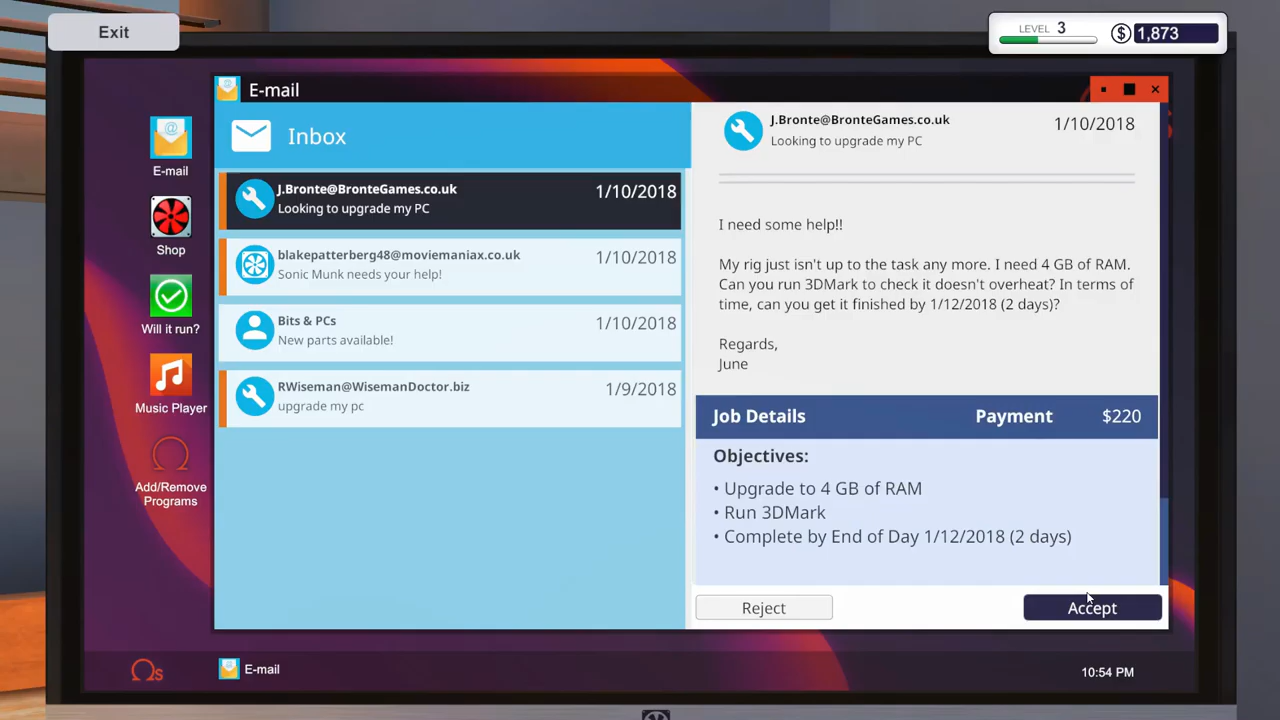 Exit
LEVEL 3
$ 1,873
E-mail
E-mail
Shop
Will it run?
Music Player
Add/Remove
Programs
Inbox
J.Bronte@BronteGames.co.uk
1/10/2018
Looking to upgrade my PC
blakepatterberg48@moviemaniax.co.uk
1/10/2018
Sonic Munk needs your help!
Bits & PCs
1/10/2018
New parts available!
RWiseman@WisemanDoctor.biz
1/9/2018
upgrade my pc
J.Bronte@BronteGames.co.uk
1/10/2018
Looking to upgrade my PC
I need some help!!
My rig just isn't up to the task any more. I need 4 GB of RAM.
Can you run 3DMark to check it doesn't overheat? In terms of
time, can you get it finished by 1/12/2018 (2 days)?
Regards,
June
Job Details Payment $220
Objectives:
• Upgrade to 4 GB of RAM
• Run 3DMark
• Complete by End of Day 1/12/2018 (2 days)
Reject
Accept
Ωs
E-mail
10:54 PM